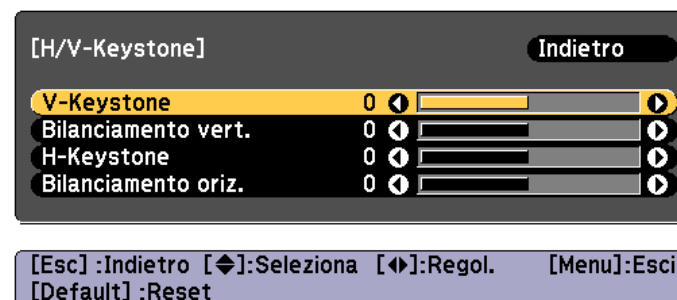 [H/V-Keystone] Indietro
V-Keystone 0
Bilanciamento vert. 0
H-Keystone 0
Bilanciamento oriz. 0
[Esc] :Indietro [◆]:Seleziona [◆]:Regol. [Menu]:Esci
[Default] :Reset